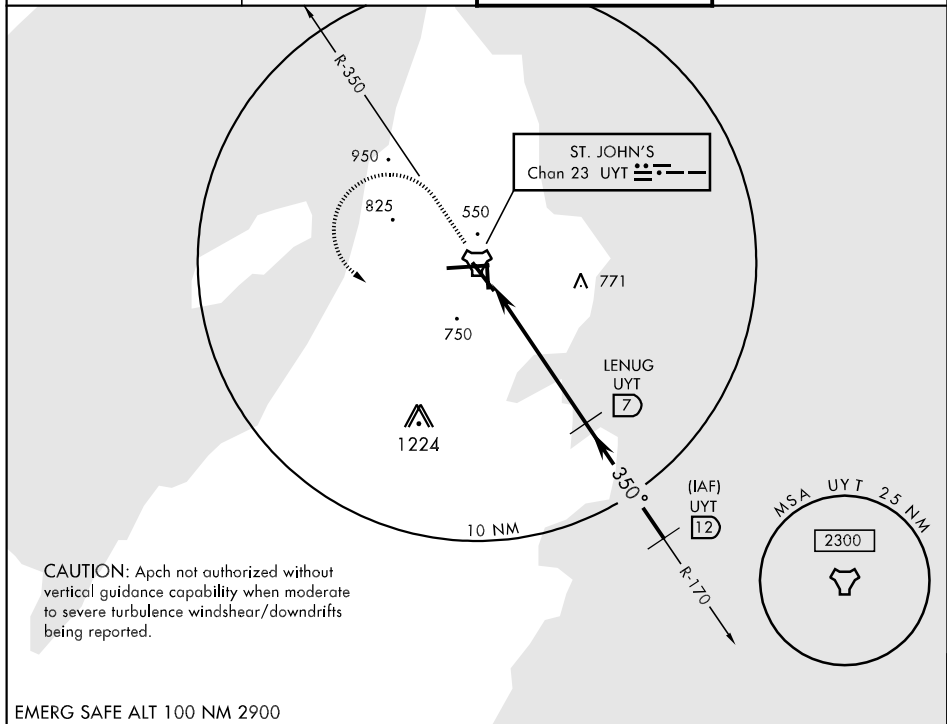 R-350
950
825
550
ST. JOHN'S
Chan 23 UYT
771
750
LENUG
UYT
7
1224
350°
(IAF)
UYT
12
10 NM
R-170
MSA UYT 25 NM
2300
CAUTION: Apch not authorized without
vertical guidance capability when moderate
to severe turbulence windshear/downdrifts
being reported.
EMERG SAFE ALT 100 NM 2900